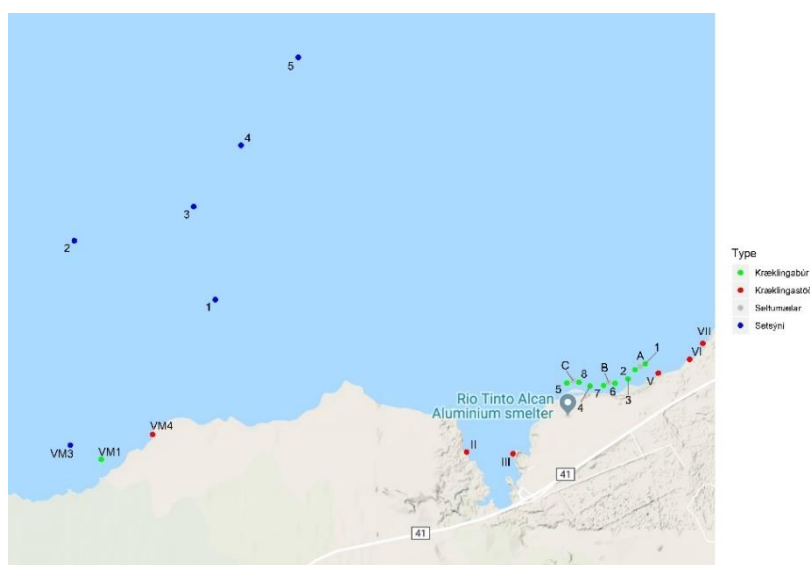 5
4
3
2
1
Type
Kræklingabúr
Kræklingastöð
Seltumælar
Setsýni
VII
1
A
VI
V
2
B
3
6
7
8
C
5
4
Rio Tinto Alcan
Aluminium smelter
VM4
VM1
VM3
II
III
41
41